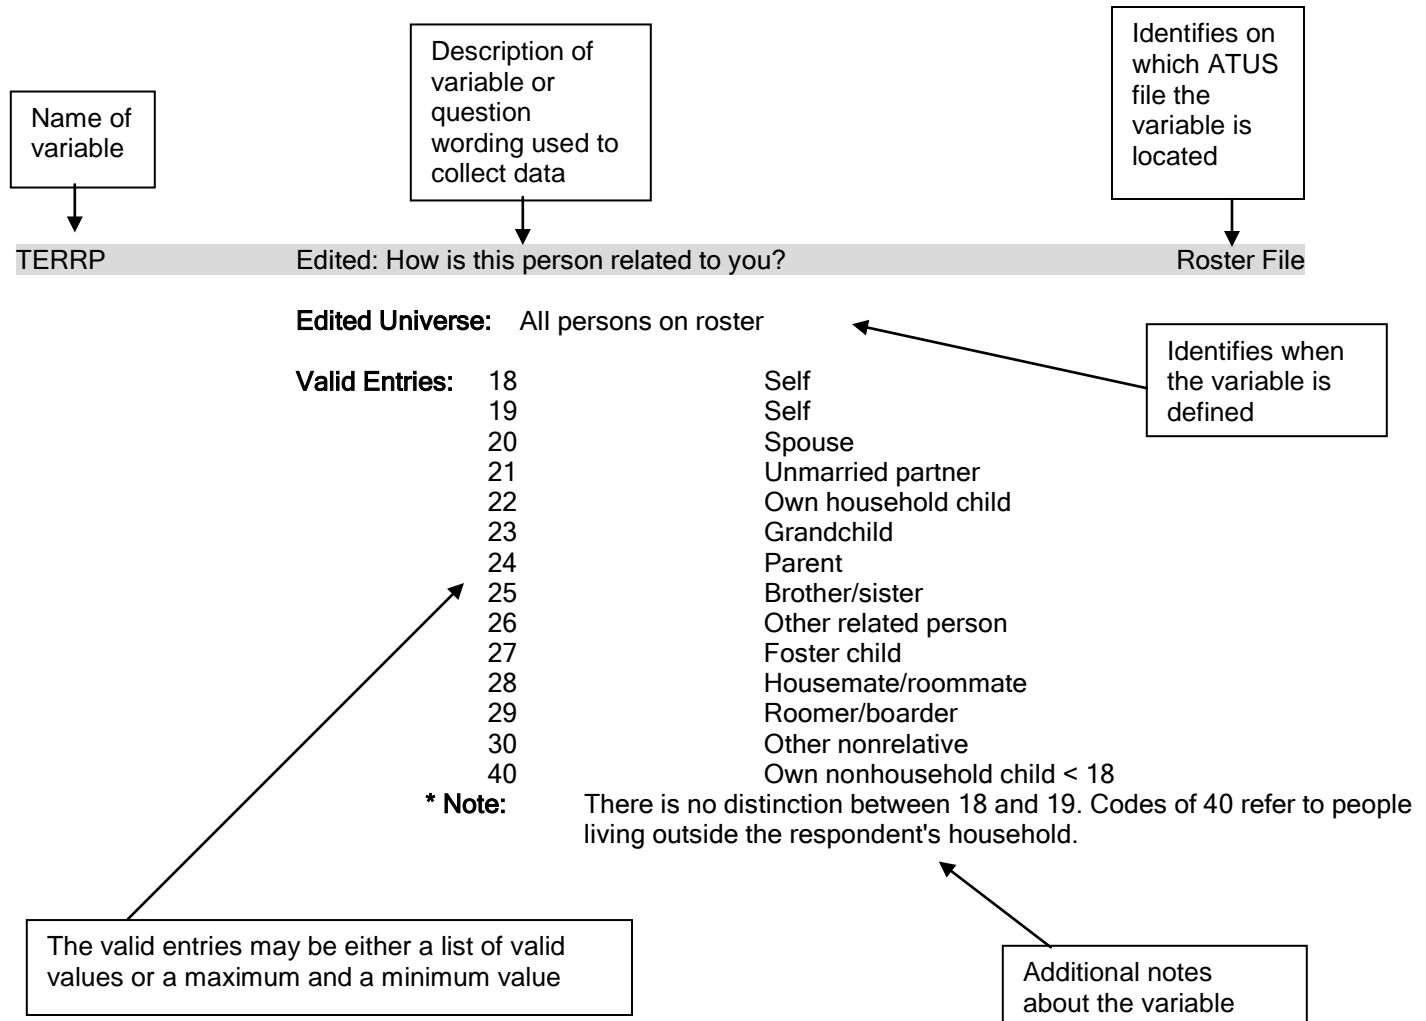 Name of
variable
Description of
variable or
question
wording used to
collect data
Identifies on
which ATUS
file the
variable is
located
TERRP Edited: How is this person related to you? Roster File
Edited Universe: All persons on roster
Identifies when
the variable is
defined
Valid Entries: 18 Self
19 Self
20 Spouse
21 Unmarried partner
22 Own household child
23 Grandchild
24 Parent
25 Brother/sister
26 Other related person
27 Foster child
28 Housemate/roommate
29 Roomer/boarder
30 Other nonrelative
40 Own nonhousehold child < 18
* Note: There is no distinction between 18 and 19. Codes of 40 refer to people
living outside the respondent's household.
The valid entries may be either a list of valid
values or a maximum and a minimum value
Additional notes
about the variable